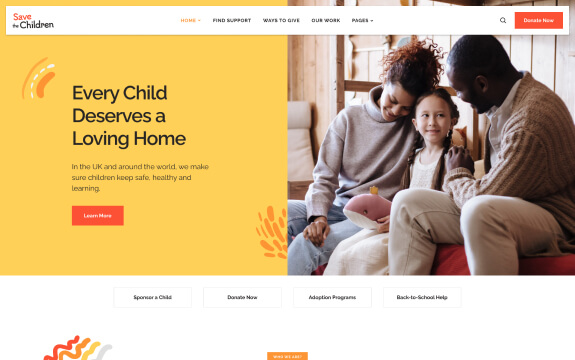 Save
the Children
HOME
FIND SUPPORT
WAYS TO GIVE
OUR WORK
PAGES
Donate Now
Every Child
Deserves a
Loving Home
In the UK and around the world, we make
sure children keep safe, healthy and
learning.
Learn More
Sponsor a Child
Donate Now
Adoption Programs
Back-to-School Help
WHO WE ARE?